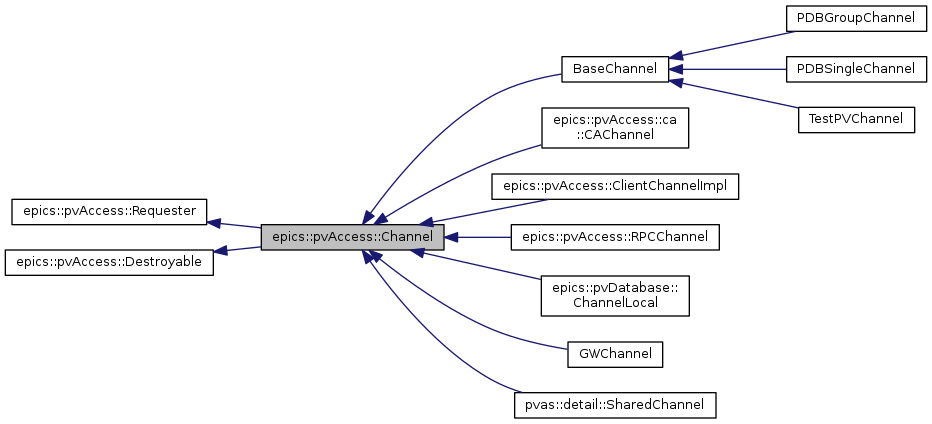 PDBGroupChannel
BaseChannel
PDBSingleChannel
TestPVChannel
epics::pvAccess::ca
::CAChannel
epics::pvAccess::ClientChannelImpl
epics::pvAccess::Requester
epics::pvAccess::Channel
epics::pvAccess::RPCChannel
epics::pvAccess::Destroyable
epics::pvDatabase::
ChannelLocal
GWChannel
pvas::detail::SharedChannel